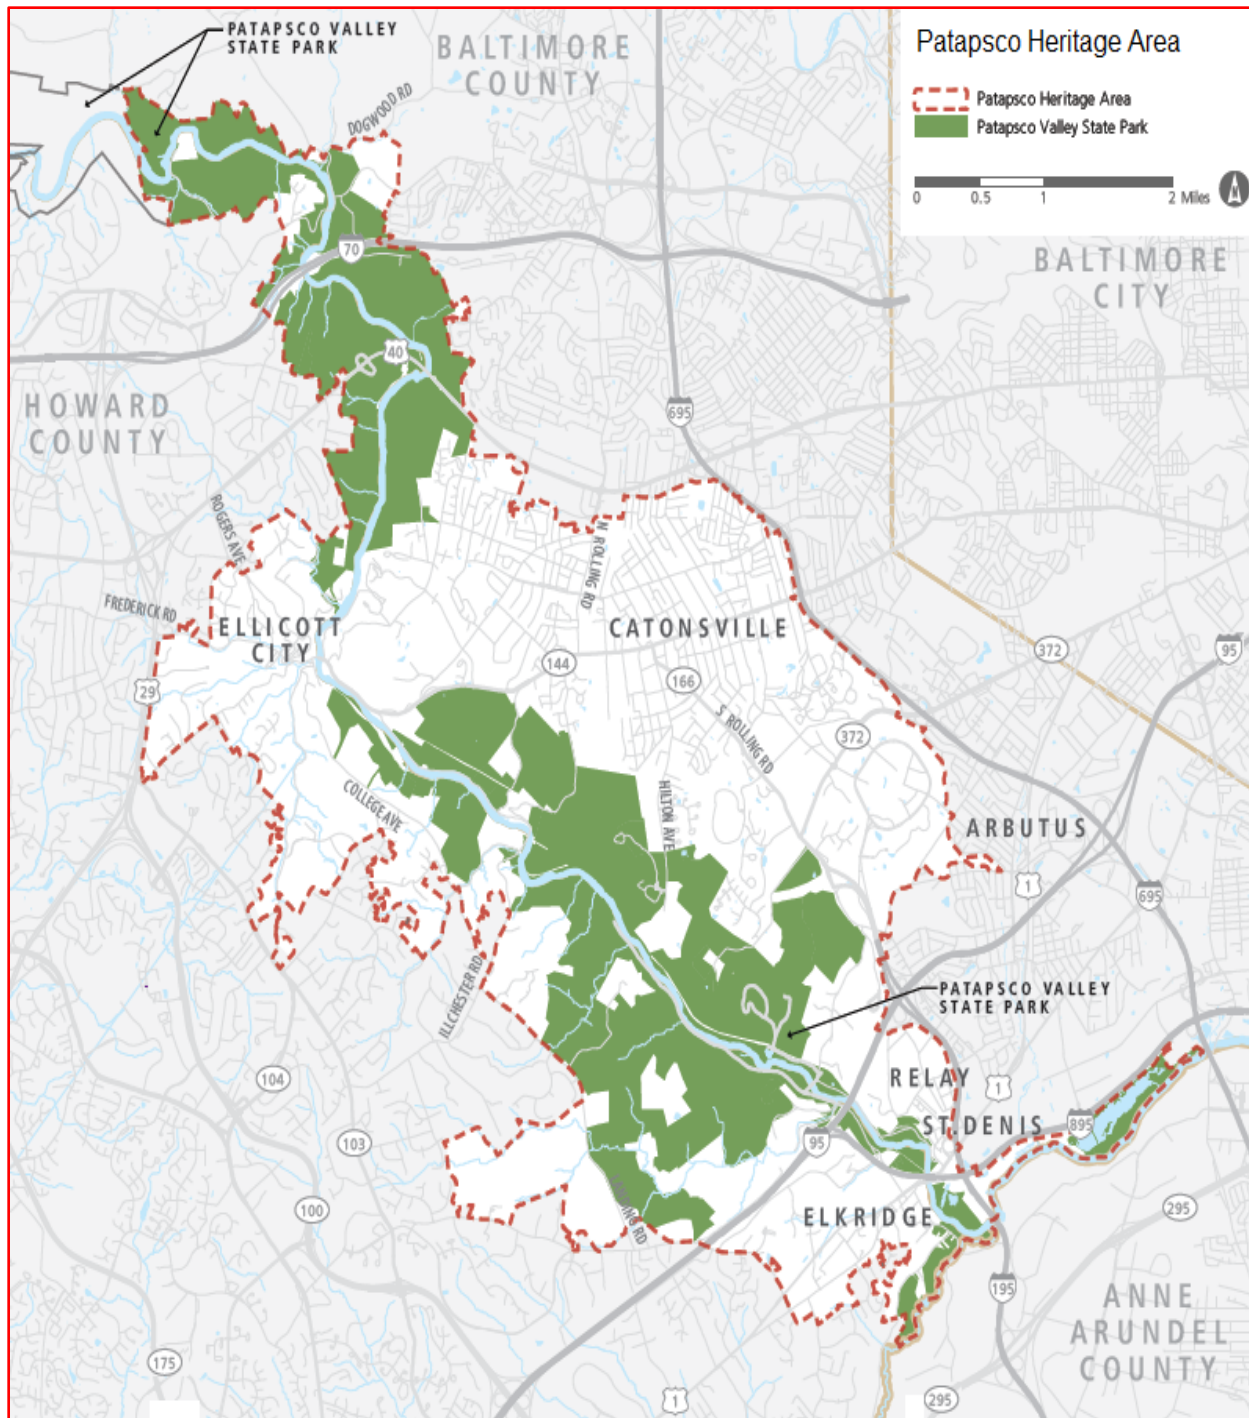 PATAPSCO VALLEY
STATE PARK
BALTIMORE
COUNTY
Patapsco Heritage Area
Patapsco Heritage Area
Patapsco Valley State Park
0 0.5 1 2 Miles
N
DOGWOOD RD
70
BALTIMORE
CITY
40
HOWARD
COUNTY
695
ROGERS AVE
N ROLLING RD
FREDERICK RD
ELLICOTT
CITY
CATONSVILLE
144
166
372
95
29
S ROLLING RD
372
COLLEGE AVE
HILTON AVE
ARBUTUS
1
695
ILLCHESTER RD
PATAPSCO VALLEY
STATE PARK
RELAY
1
104
103
ST. DENIS
895
95
100
LANDING RD
ELKRIDGE
295
195
ANNE
ARUNDEL
COUNTY
175
1
295